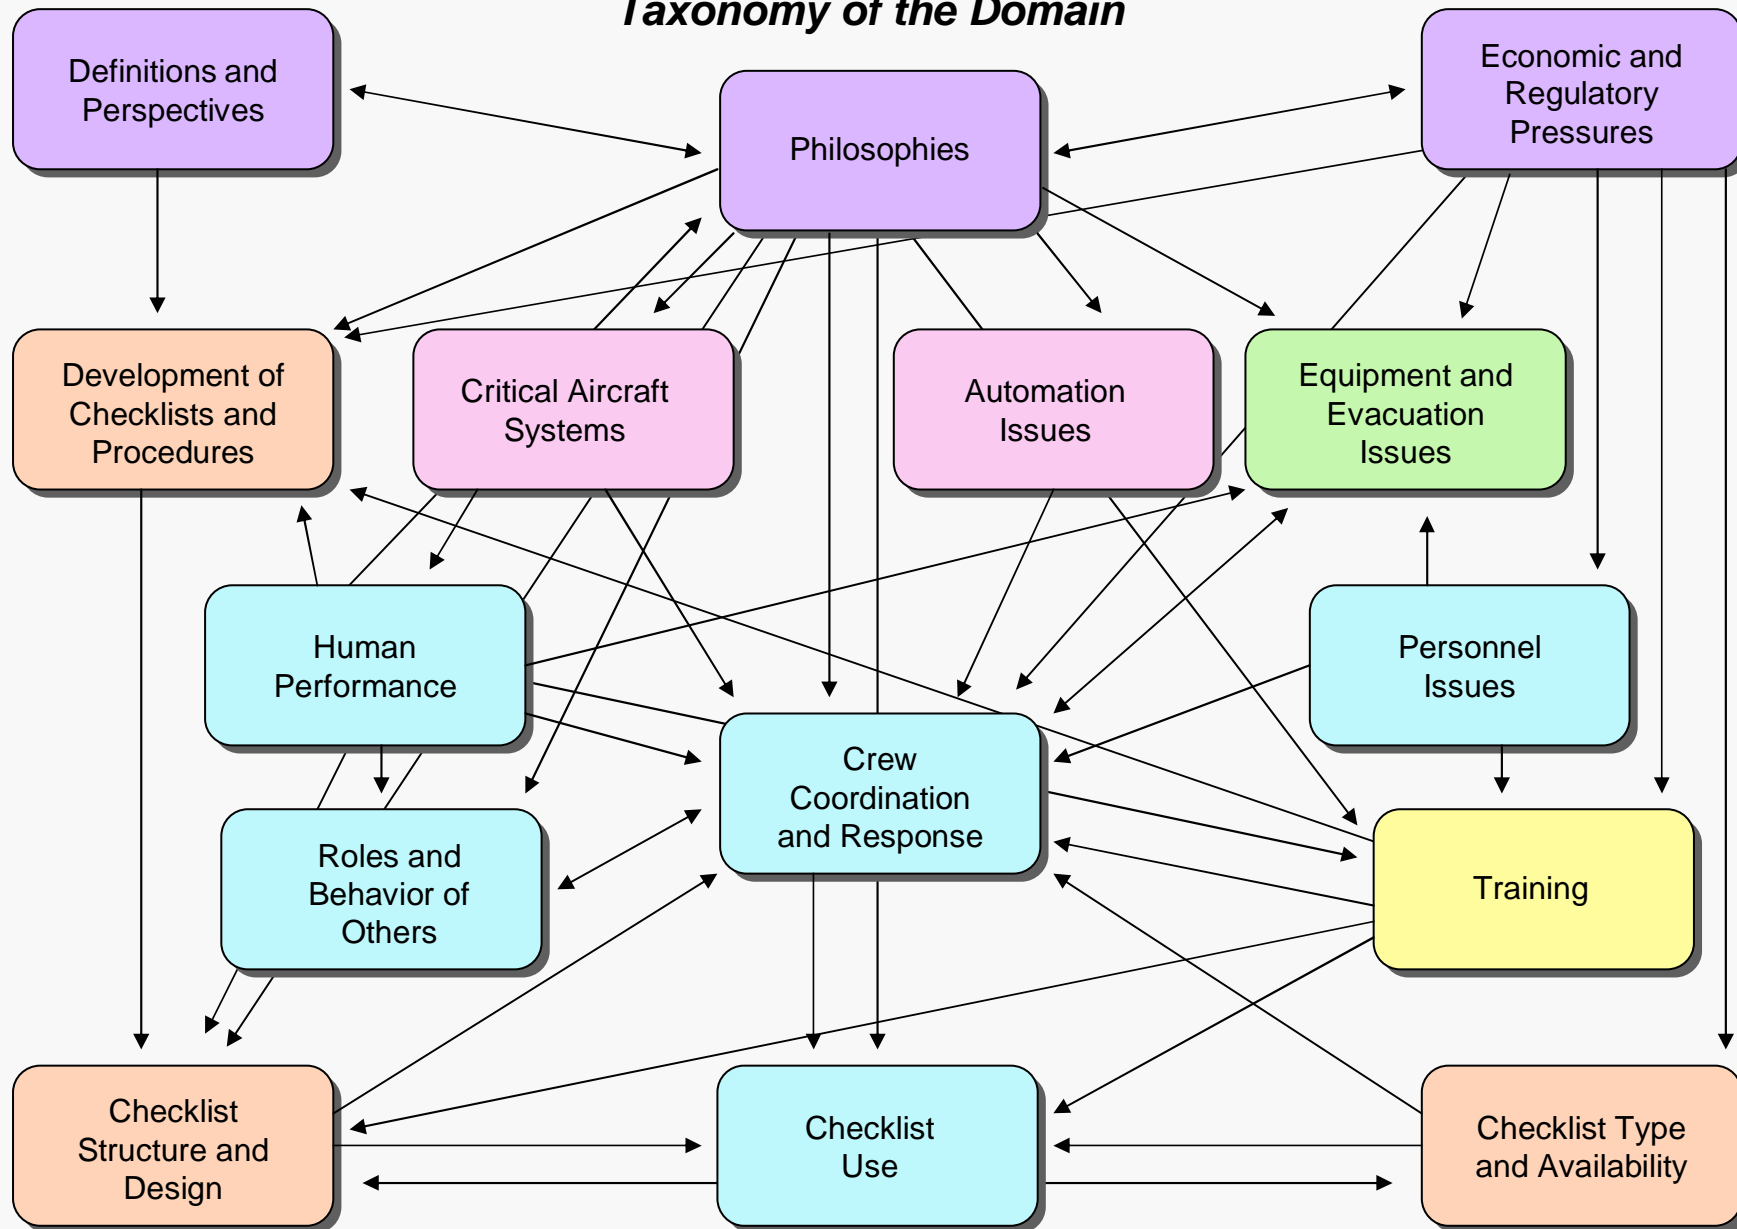 Taxonomy of the Domain
Definitions and
Perspectives
Philosophies
Economic and
Regulatory
Pressures
Development of
Checklists and
Procedures
Critical Aircraft
Systems
Automation
Issues
Equipment and
Evacuation
Issues
Human
Performance
Personnel
Issues
Crew
Coordination
and Response
Roles and
Behavior of
Others
Training
Checklist
Structure and
Design
Checklist
Use
Checklist Type
and Availability